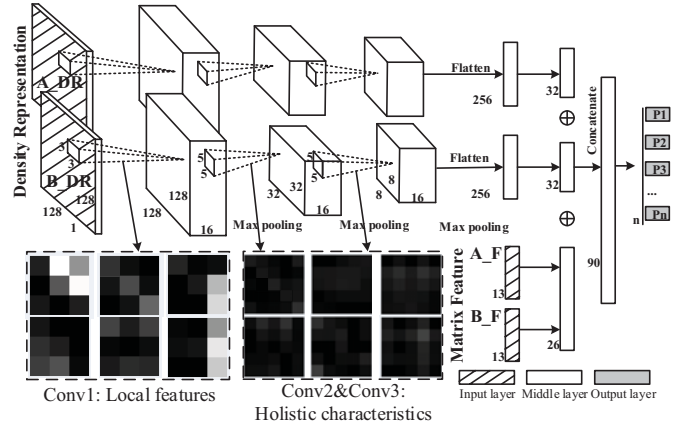 Density Representation
A_DR
B_DR
3
3
128
128
1
128
128
16
5
5
32
32
16
5
5
8
8
16
Flatten
256
32
Flatten
256
32
Concatenate
P1
P2
P3
...
Pn
n
Max pooling
Max pooling
Max pooling
Matrix Feature
A_F
13
B_F
13
26
90
Conv1: Local features
Conv2&Conv3:
Holistic characteristics
Input layer
Middle layer
Output layer